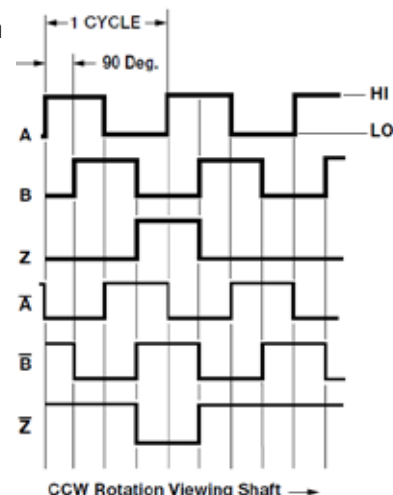 1 CYCLE
90 Deg.
HI
A
LO
B
Z
A̅
B̅
Z̅
CCW Rotation Viewing Shaft